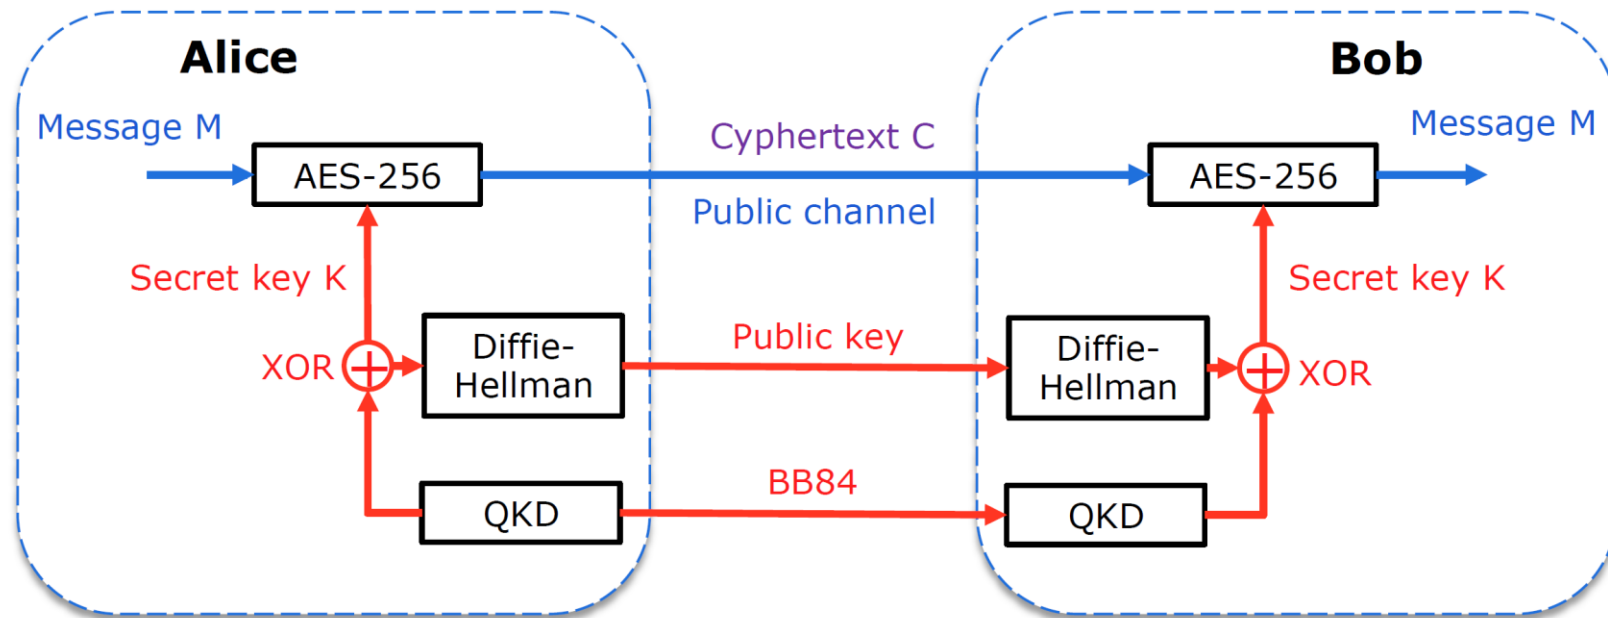 Alice
Bob
Message M
Cyphertext C
Message M
AES-256
AES-256
Public channel
Secret key K
Secret key K
Diffie-
Hellman
Public key
Diffie-
Hellman
XOR
XOR
BB84
QKD
QKD